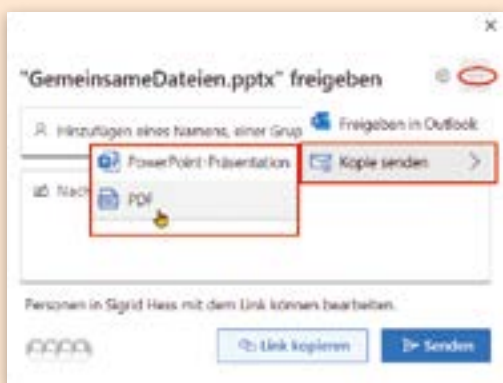 "GemeinsameDateien.pptx" freigeben
Hinzufügen eines Namens, einer Grup
Freigeben in Outlook
PowerPoint-Präsentation
Kopie senden
Nach
PDF
Personen in Sigrid Hess mit dem Link können bearbeiten.
Link kopieren
Senden